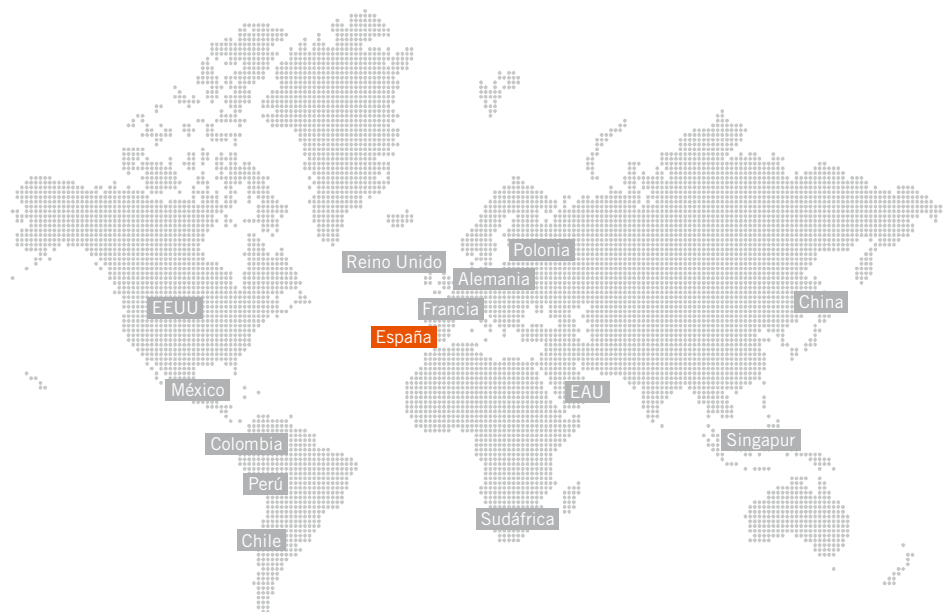 Polonia
Reino Unido
Alemania
China
EEUU
Francia
España
México
EAU
Colombia
Singapur
Perú
Sudáfrica
Chile